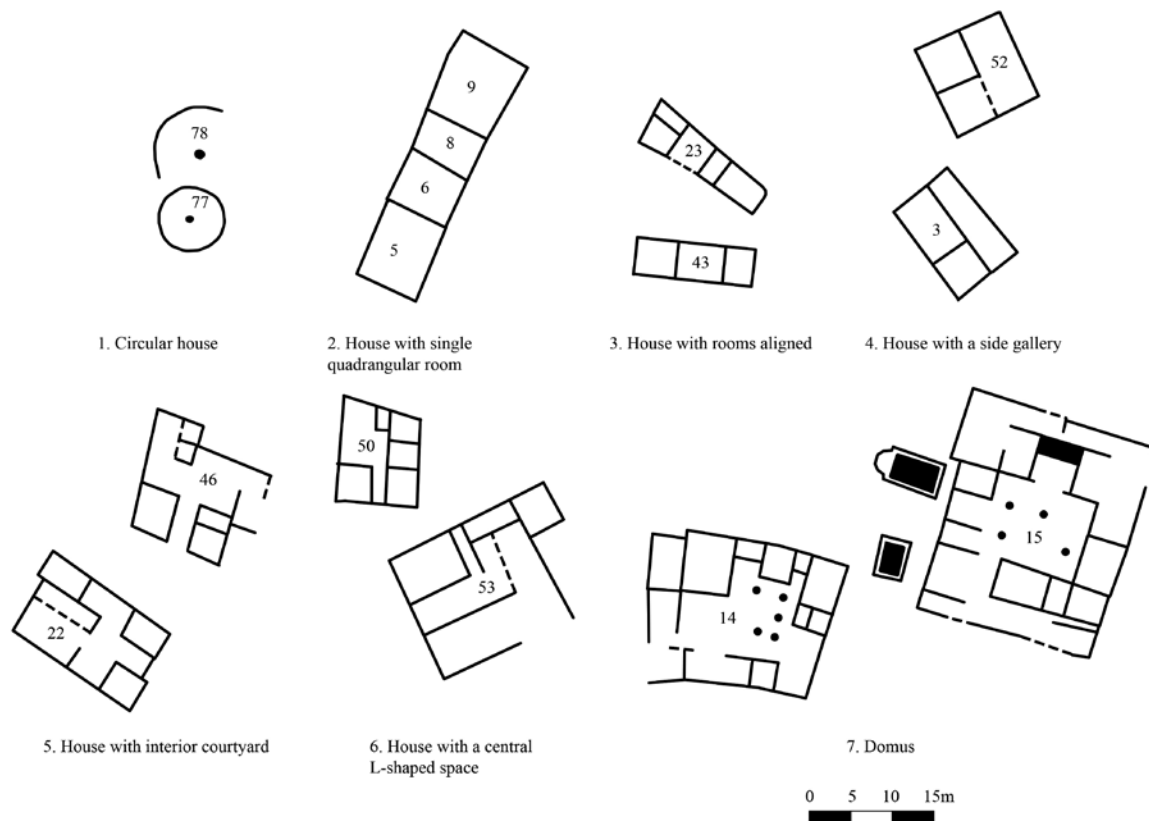 78
77
1. Circular house
9
8
6
5
2. House with single
quadrangular room
23
43
3. House with rooms aligned
52
3
4. House with a side gallery
46
22
5. House with interior courtyard
50
53
6. House with a central
L-shaped space
14
15
7. Domus
0 5 10 15m